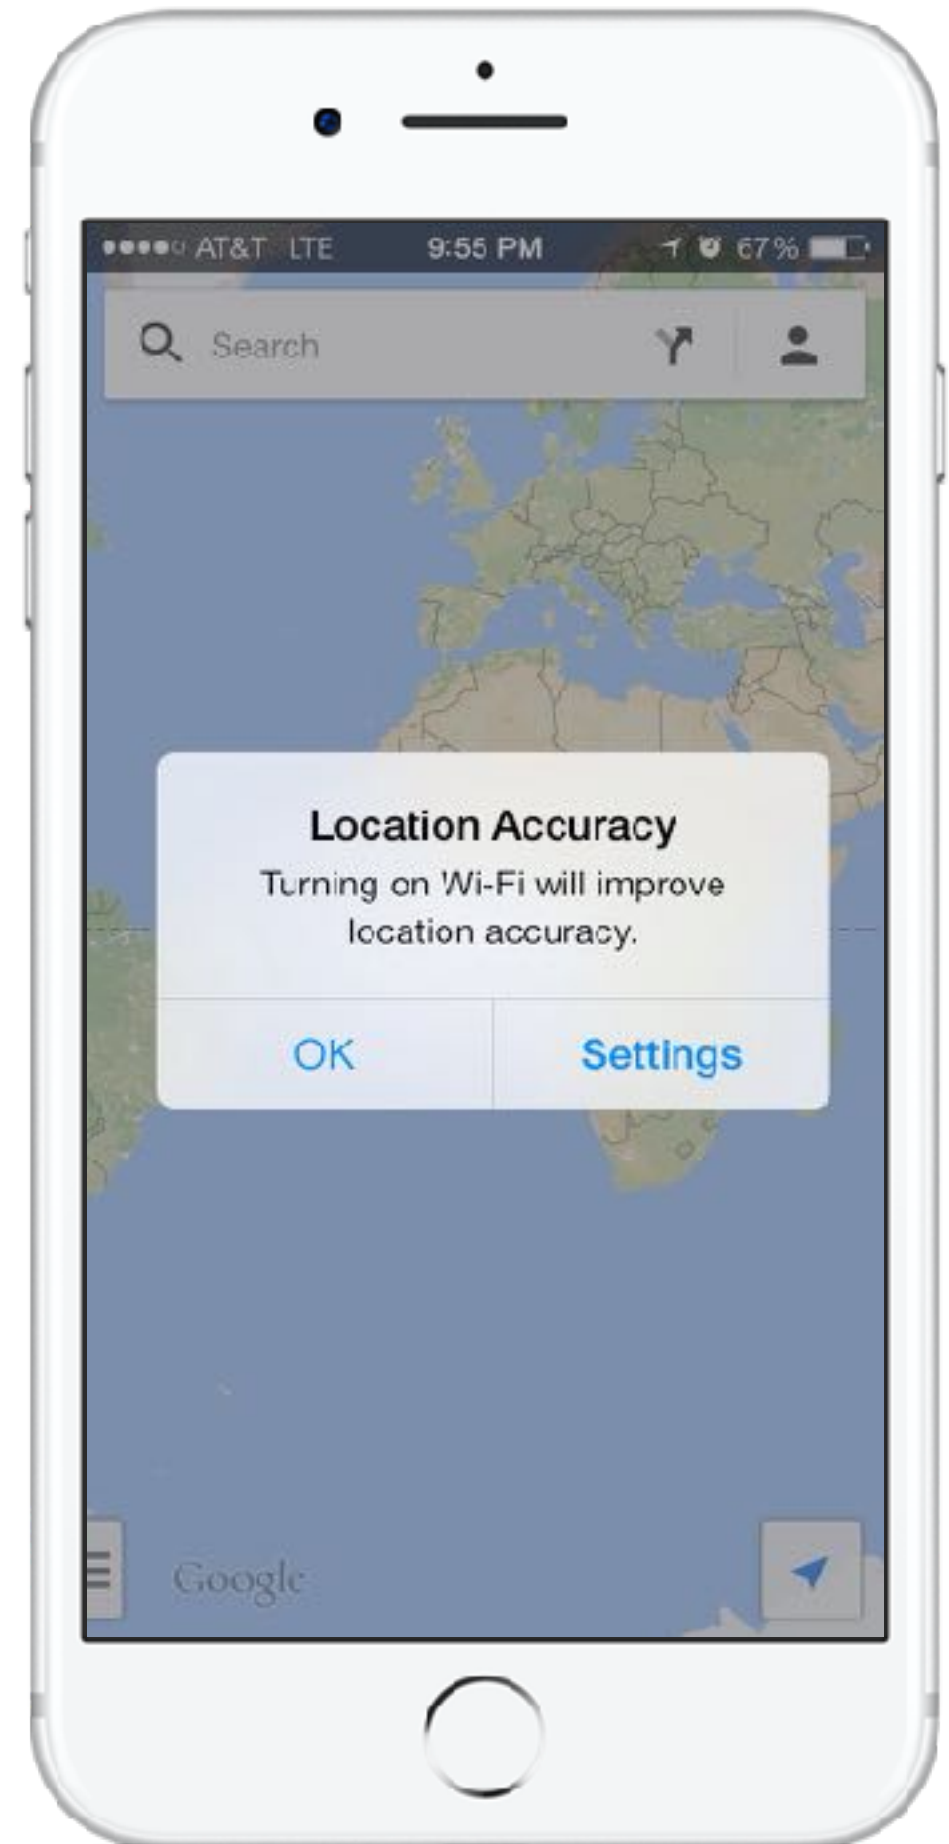 AT&T LTE 9:55 PM 67%
Search
Location Accuracy
Turning on Wi-Fi will improve
location accuracy.
OK Settings
Google